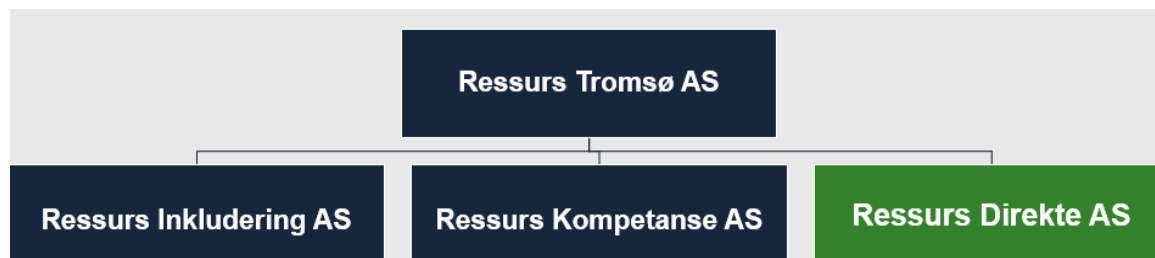 Ressurs Tromsø AS
Ressurs Inkludering AS
Ressurs Kompetanse AS
Ressurs Direkte AS